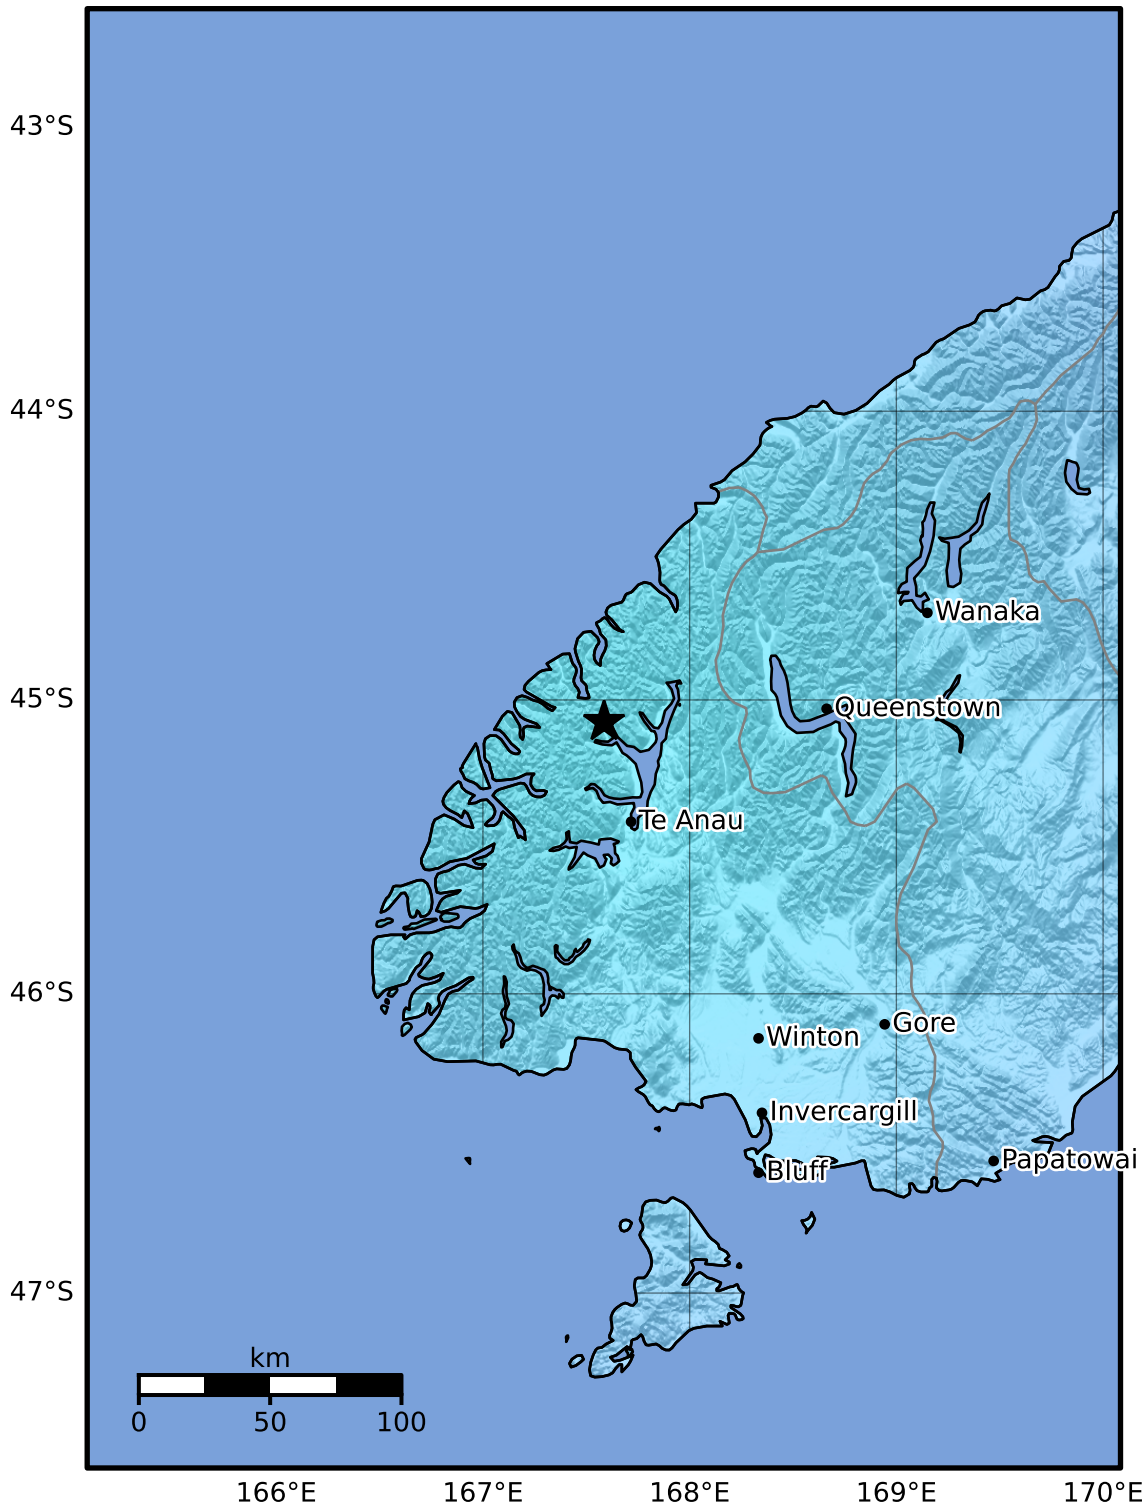 43°S
44°S
Wanaka
45°S
Queenstown
Te Anau
46°S
Gore
Winton
Invercargill
Papatowai
Bluff
47°S
km
0 50 100
166°E 167°E 168°E 169°E 170°E